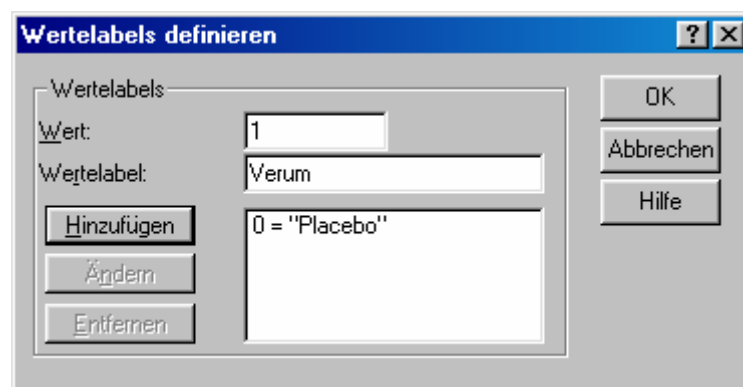 Wertelabels definieren
? X
Wertelabels
Wert:
1
Wertelabel:
Verum
Hinzufügen
0 = "Placebo"
Ändern
Entfernen
OK
Abbrechen
Hilfe